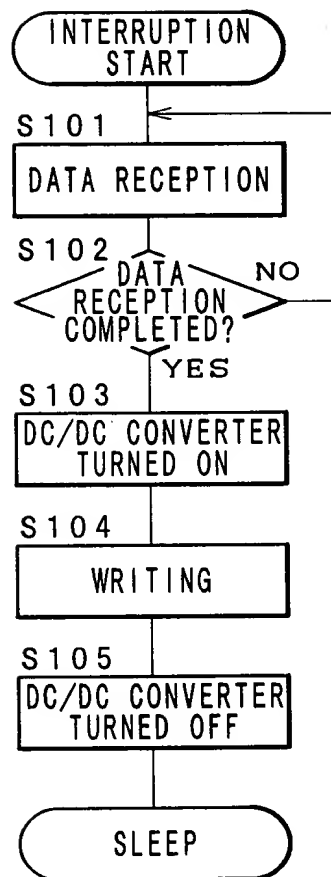 INTERRUPTION
START
S101
DATA RECEPTION
S102
DATA
RECEPTION
COMPLETED?
NO
YES
S103
DC/DC CONVERTER
TURNED ON
S104
WRITING
S105
DC/DC CONVERTER
TURNED OFF
SLEEP